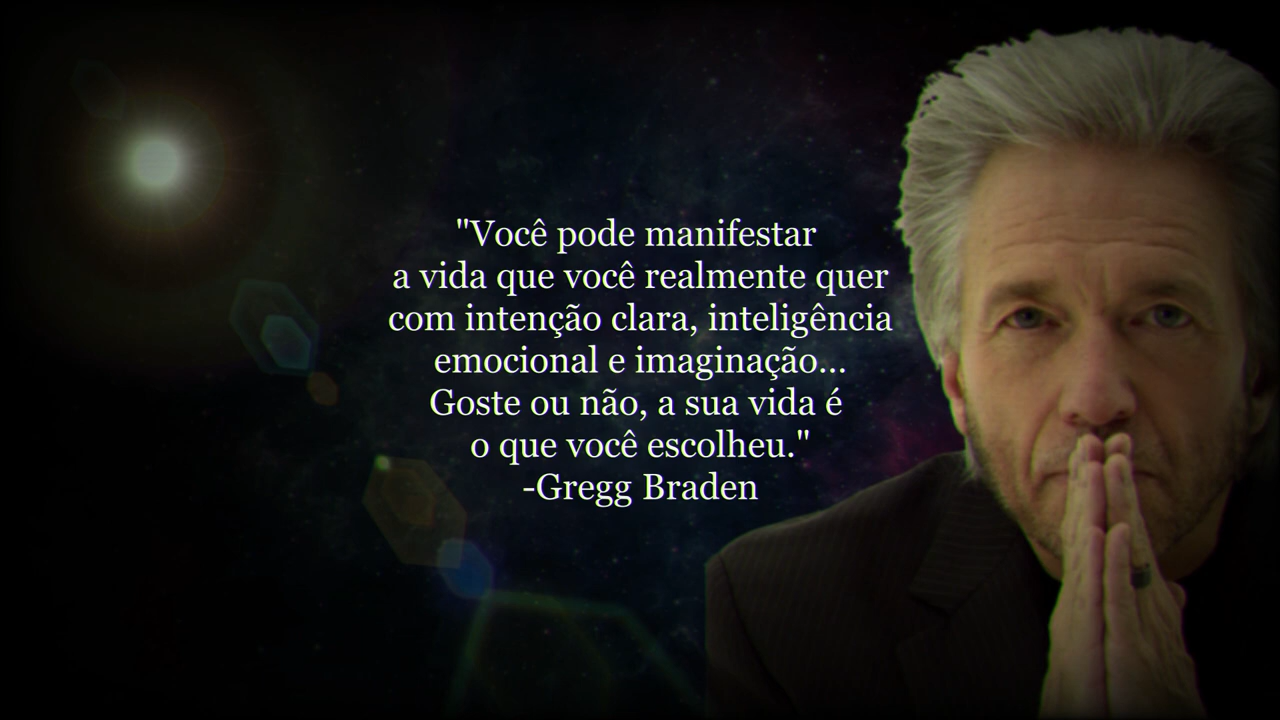 "Você pode manifestar
a vida que você realmente quer
com intenção clara, inteligência
emocional e imaginação...
Goste ou não, a sua vida é
o que você escolheu."
-Gregg Braden